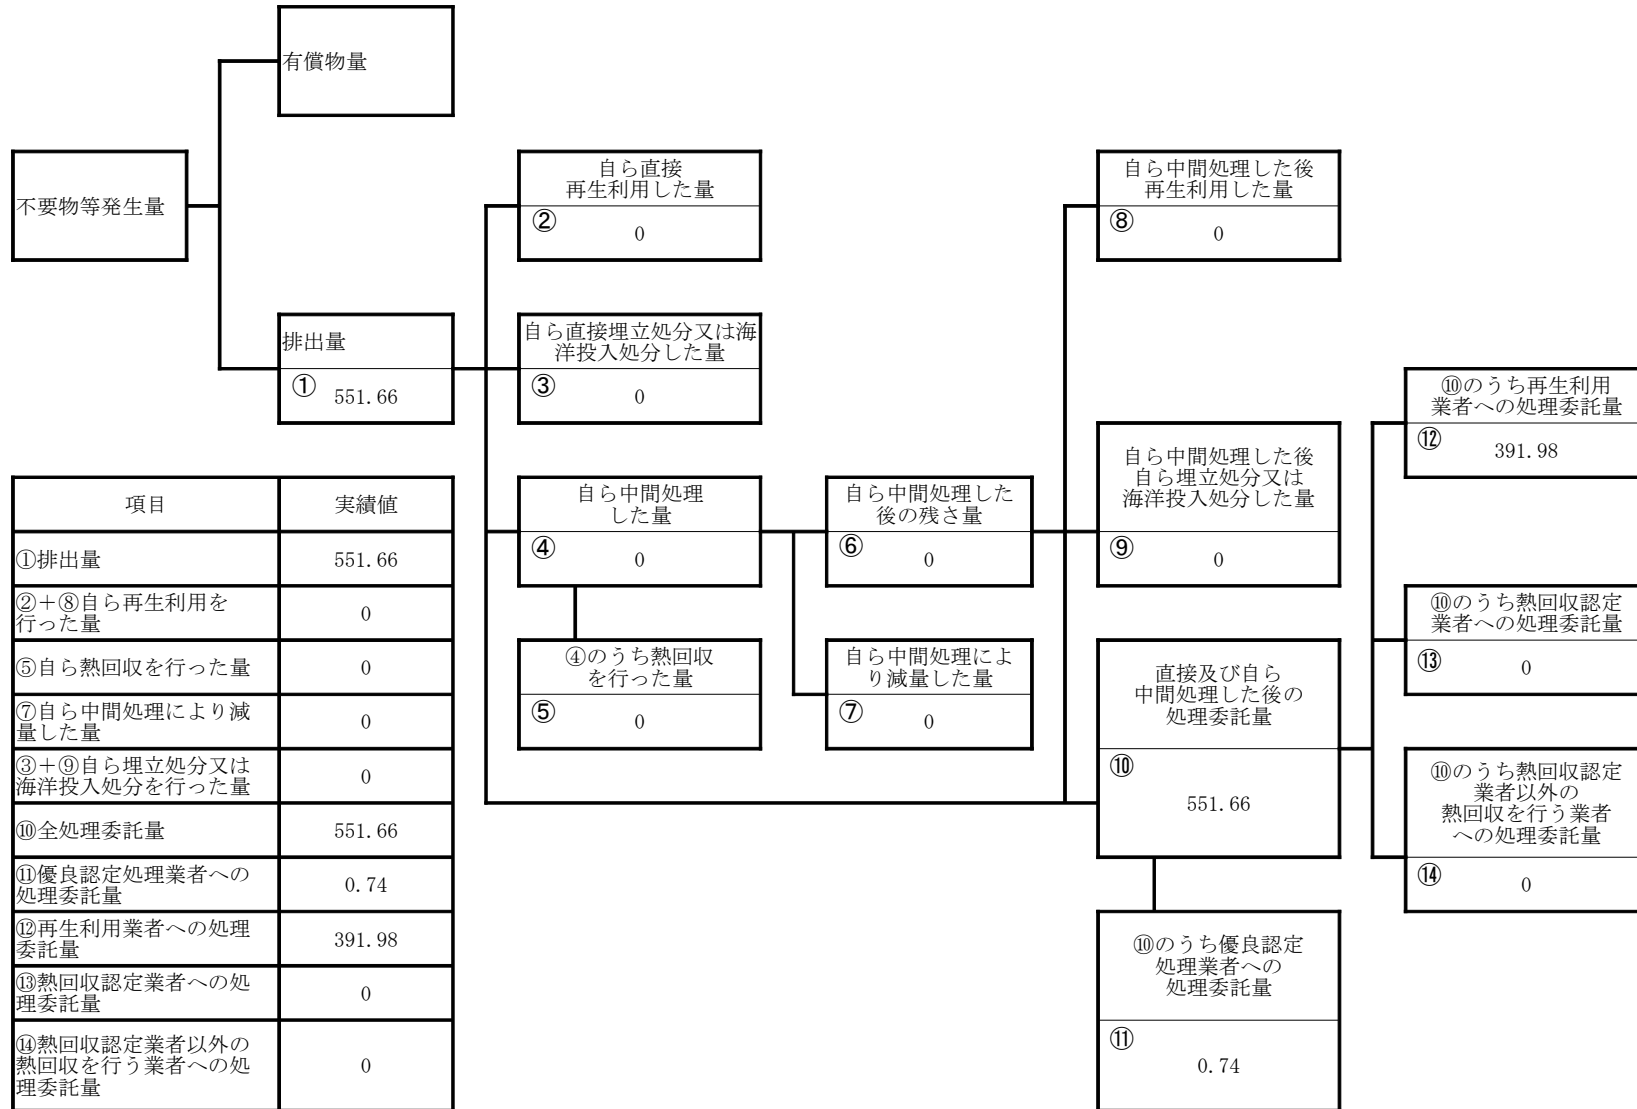 有償物量
不要物等発生量
自ら直接
再生利用した量
②
0
自ら中間処理した後
再生利用した量
⑧
0
排出量
①
551.66
自ら直接埋立処分又は海
洋投入処分した量
③
0
⑩のうち再生利用
業者への処理委託量
⑫
391.98
自ら中間処理
した量
④
0
自ら中間処理した
後の残さ量
⑥
0
自ら中間処理した後
自ら埋立処分又は
海洋投入処分した量
⑨
0
⑩のうち熱回収認定
業者への処理委託量
⑬
0
④のうち熱回収
を行った量
⑤
0
自ら中間処理によ
り減量した量
⑦
0
直接及び自ら
中間処理した後の
処理委託量
⑩
551.66
⑩のうち熱回収認定
業者以外の
熱回収を行う業者
への処理委託量
⑭
0
⑩のうち優良認定
処理業者への
処理委託量
⑪
0.74
項目 実績値
①排出量 551.66
②＋⑧自ら再生利用を
行った量 0
⑤自ら熱回収を行った量 0
⑦自ら中間処理により減
量した量 0
③＋⑨自ら埋立処分又は
海洋投入処分を行った量 0
⑩全処理委託量 551.66
⑪優良認定処理業者への
処理委託量 0.74
⑫再生利用業者への処理
委託量 391.98
⑬熱回収認定業者への処
理委託量 0
⑭熱回収認定業者以外の
熱回収を行う業者への処
理委託量 0